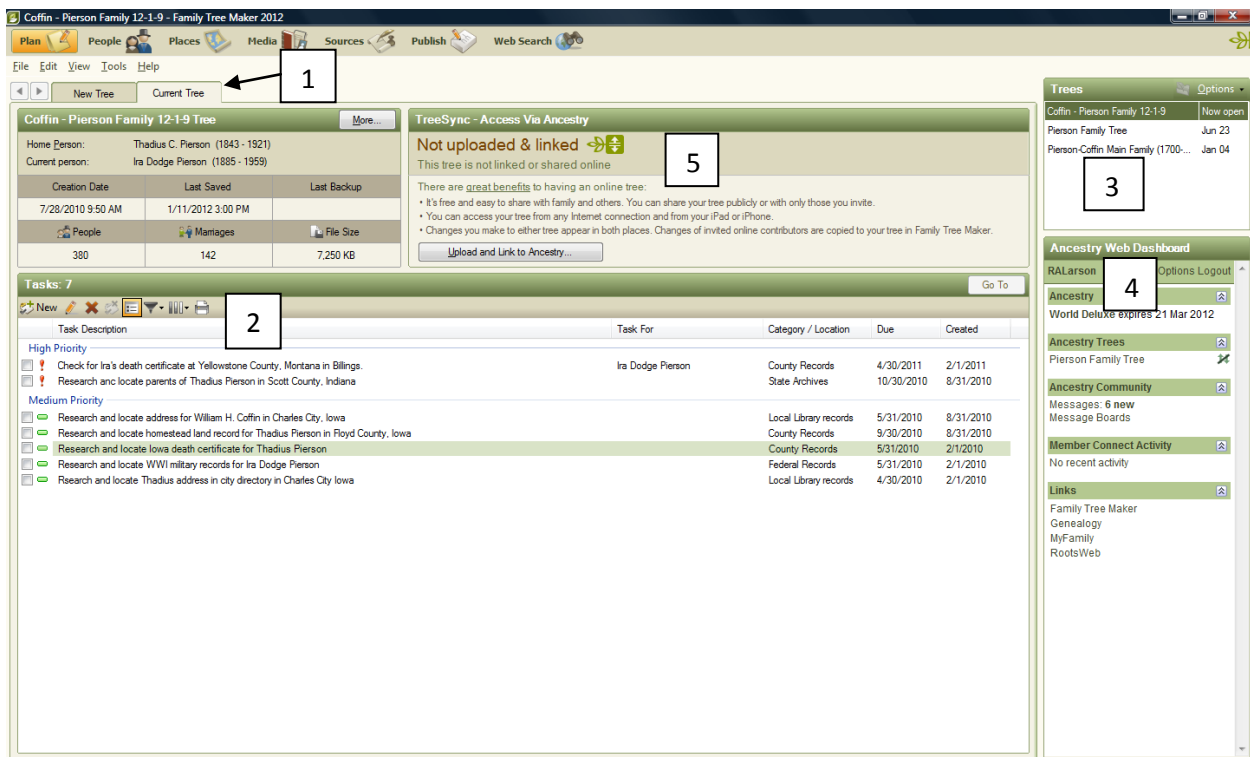 Coffin - Pierson Family 12-1-9 - Family Tree Maker 2012
Plan People Places Media Sources Publish Web Search
File Edit View Tools Help
New Tree Current Tree
1
Coffin - Pierson Family 12-1-9 Tree More...
Home Person: Thadius C. Pierson (1843 - 1921)
Current person: Ira Dodge Pierson (1885 - 1959)
Creation Date Last Saved Last Backup
7/28/2010 9:50 AM 1/11/2012 3:00 PM
People Marriages File Size
380 142 7,250 KB
TreeSync - Access Via Ancestry
Not uploaded & linked
5
This tree is not linked or shared online
There are great benefits to having an online tree:
• It's free and easy to share with family and others. You can share your tree publicly or with only those you invite.
• You can access your tree from any Internet connection and from your iPad or iPhone.
• Changes you make to either tree appear in both places. Changes of invited online contributors are copied to your tree in Family Tree Maker.
Upload and Link to Ancestry...
Tasks: 7 Go To
New
2
Task Description Task For Category / Location Due Created
High Priority
Check for Ira's death certificate at Yellowstone County, Montana in Billings. Ira Dodge Pierson County Records 4/30/2011 2/1/2011
Research anc locate parents of Thadius Pierson in Scott County, Indiana State Archives 10/30/2010 8/31/2010
Medium Priority
Research and locate address for William H. Coffin in Charles City, Iowa Local Library records 5/31/2010 8/31/2010
Research and locate homestead land record for Thadius Pierson in Floyd County, Iowa County Records 9/30/2010 8/31/2010
Research and locate Iowa death certificate for Thadius Pierson County Records 5/31/2010 2/1/2010
Research and locate WWI military records for Ira Dodge Pierson Federal Records 5/31/2010 2/1/2010
Rsearch and locate Thadius address in city directory in Charles City Iowa Local Library records 4/30/2010 2/1/2010
Trees Options
Coffin - Pierson Family 12-1-9 Now open
Pierson Family Tree Jun 23
Pierson-Coffin Main Family (1700-... Jan 04
3
Ancestry Web Dashboard
RALarson Options Logout
4
Ancestry
World Deluxe expires 21 Mar 2012
Ancestry Trees
Pierson Family Tree
Ancestry Community
Messages: 6 new
Message Boards
Member Connect Activity
No recent activity
Links
Family Tree Maker
Genealogy
MyFamily
RootsWeb